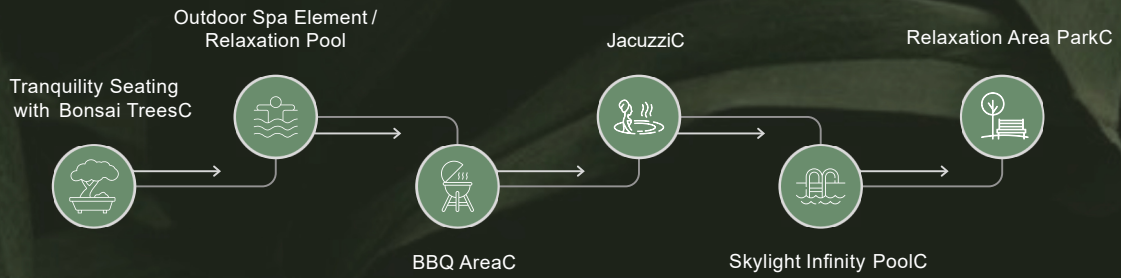 Tranquility Seating
with Bonsai TreesC
Outdoor Spa Element /
Relaxation Pool
BBQ AreaC
JacuzziC
Skylight Infinity PoolC
Relaxation Area ParkC